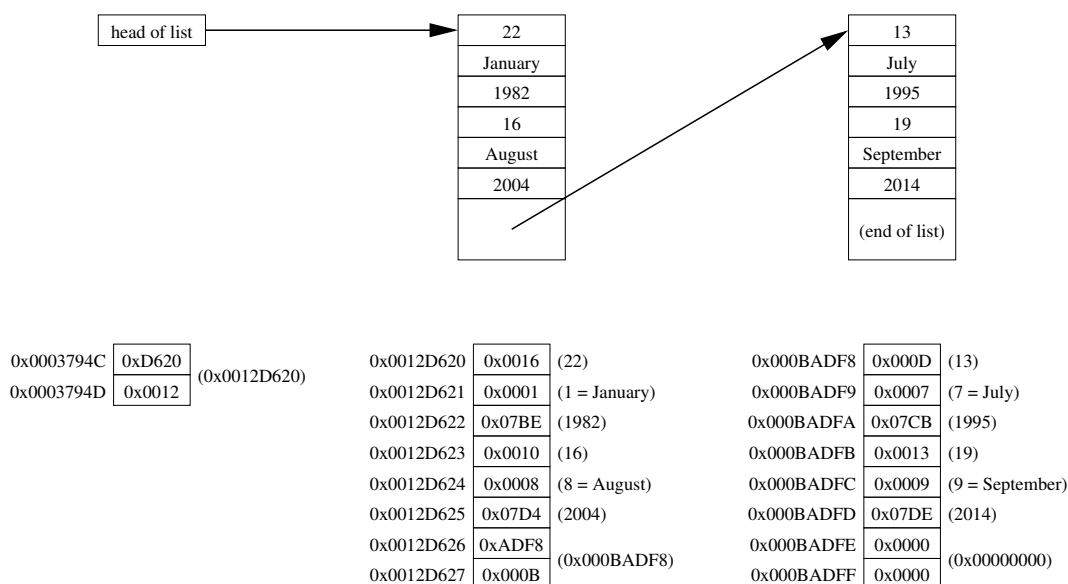 head of list
22
January
1982
16
August
2004
13
July
1995
19
September
2014
(end of list)
0x0003794C 0xD620
0x0003794D 0x0012
(0x0012D620)
0x0012D620 0x0016 (22)
0x0012D621 0x0001 (1 = January)
0x0012D622 0x07BE (1982)
0x0012D623 0x0010 (16)
0x0012D624 0x0008 (8 = August)
0x0012D625 0x07D4 (2004)
0x0012D626 0xADF8
0x0012D627 0x000B
(0x000BADF8)
0x000BADF8 0x000D (13)
0x000BADF9 0x0007 (7 = July)
0x000BADFA 0x07CB (1995)
0x000BADFB 0x0013 (19)
0x000BADFC 0x0009 (9 = September)
0x000BADFD 0x07DE (2014)
0x000BADFE 0x0000
0x000BADFF 0x0000
(0x00000000)